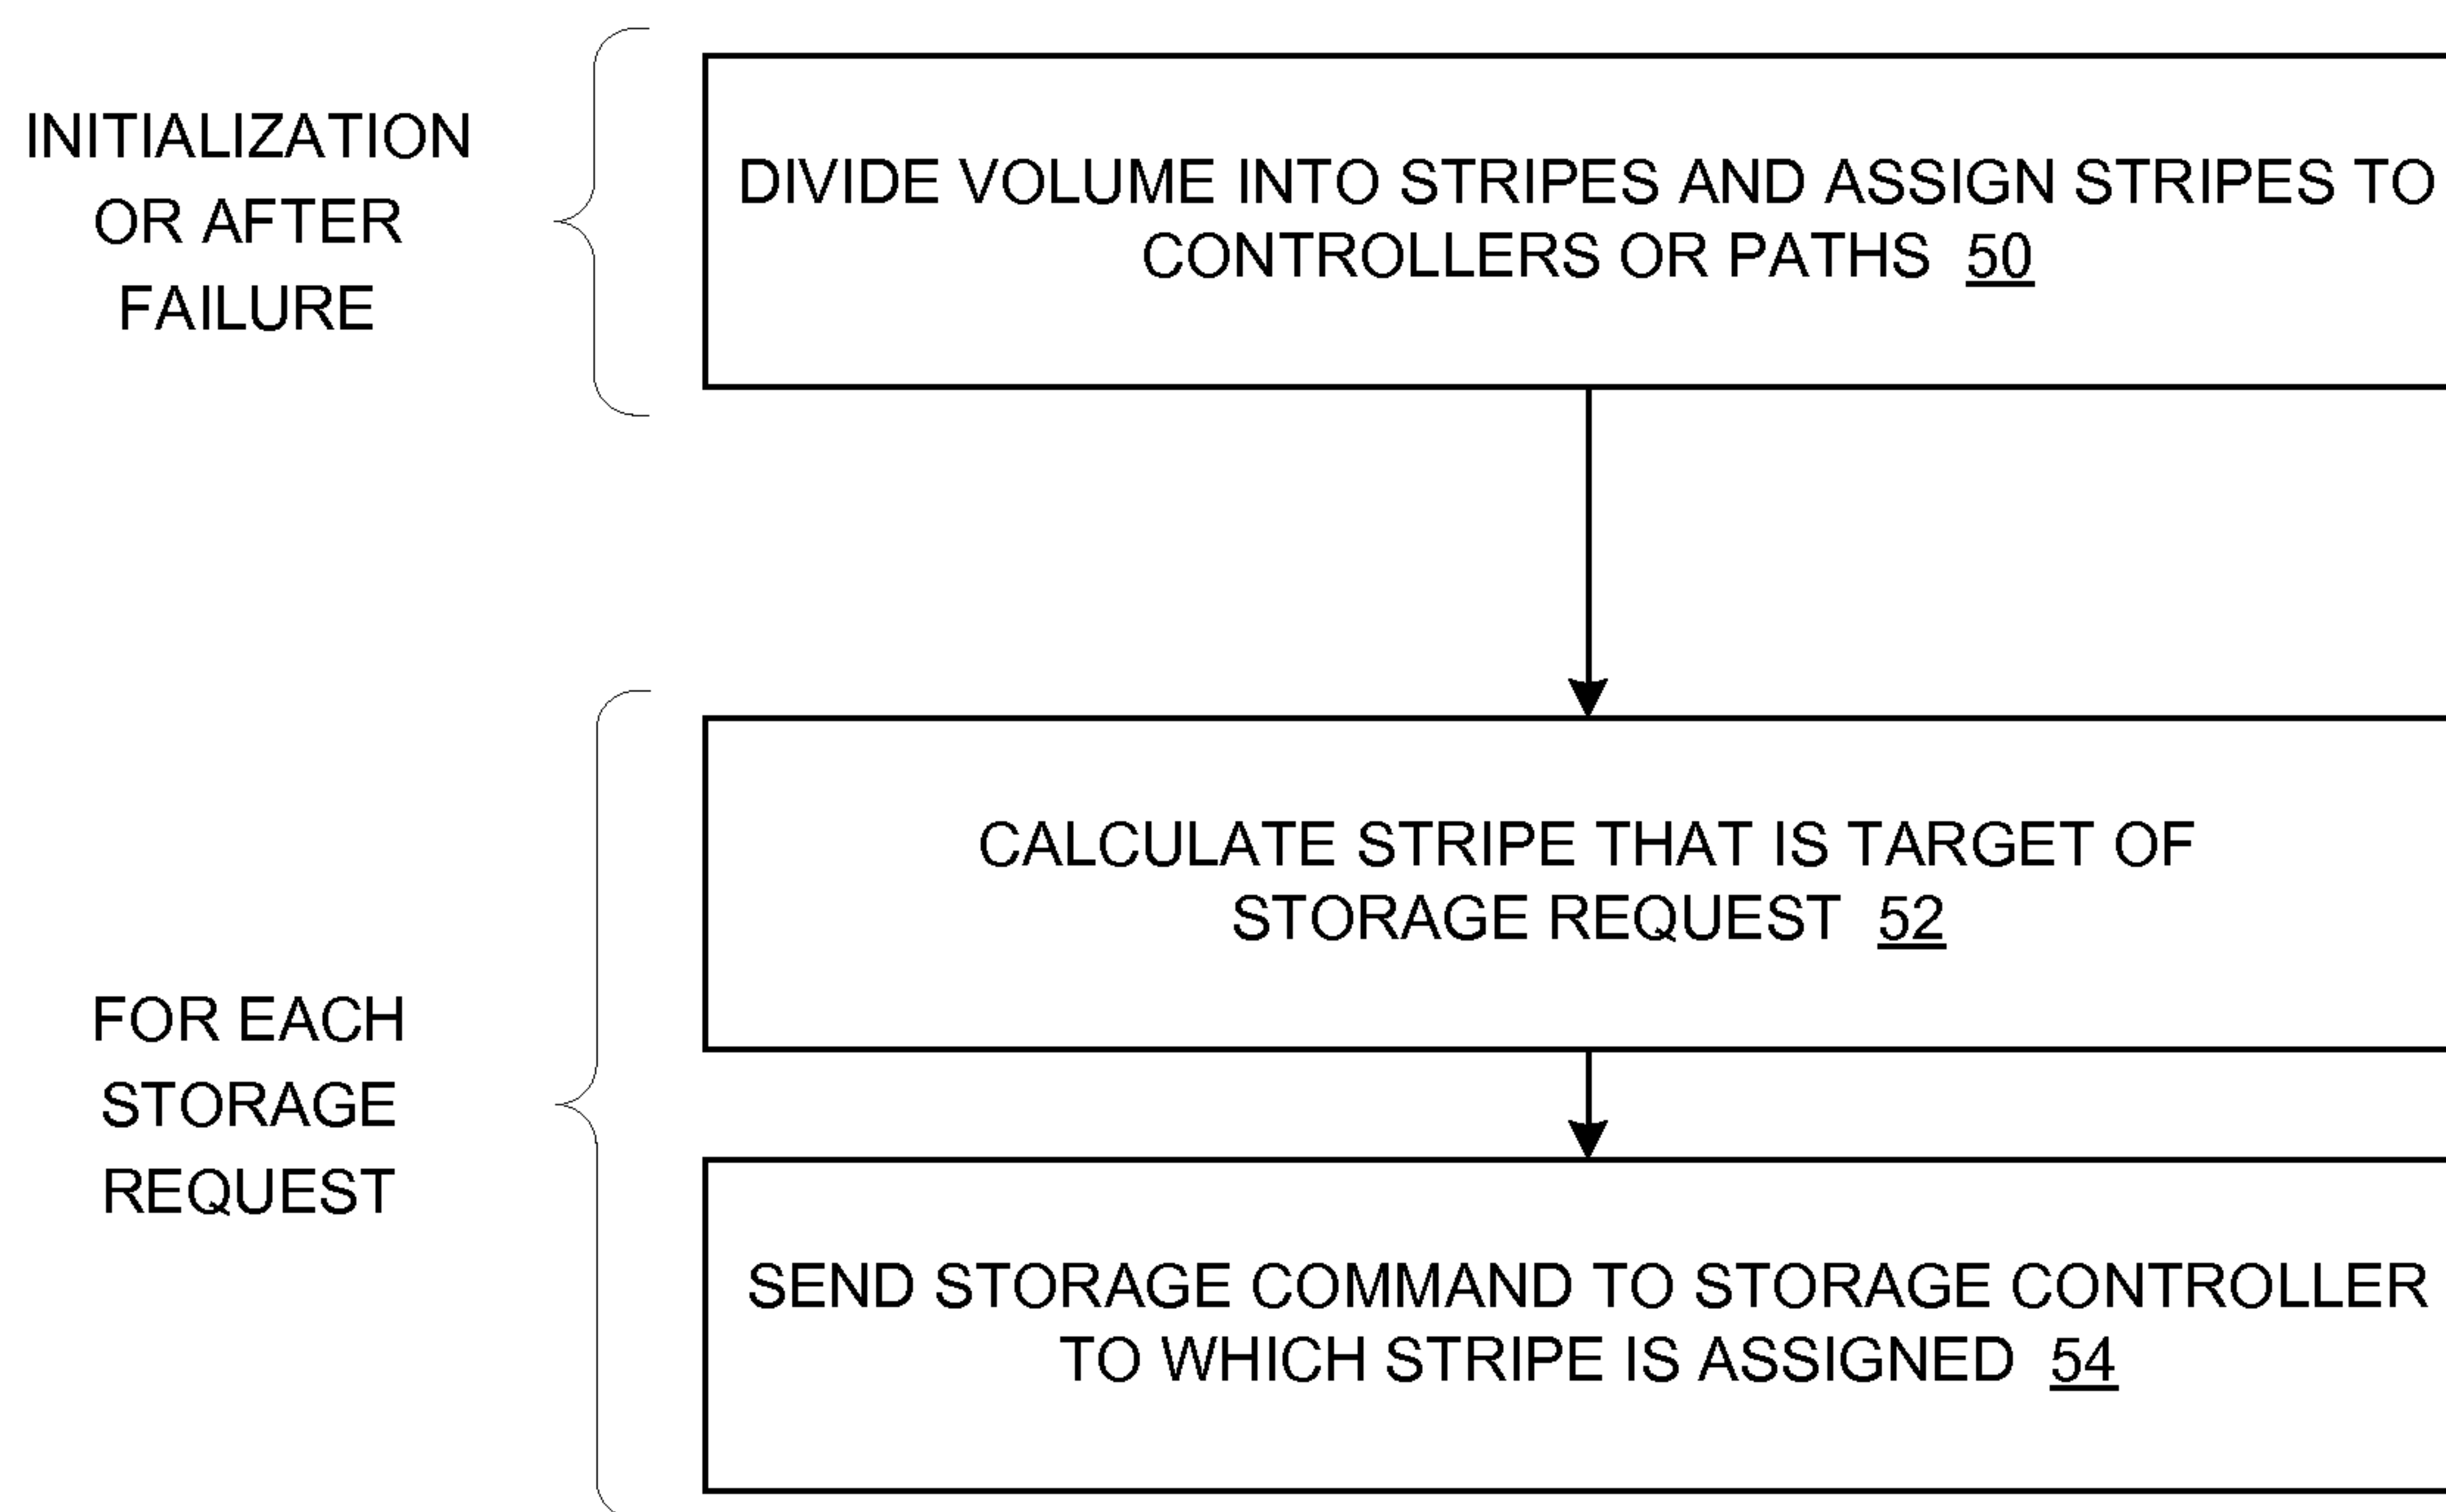 INITIALIZATION
OR AFTER
FAILURE
DIVIDE VOLUME INTO STRIPES AND ASSIGN STRIPES TO
CONTROLLERS OR PATHS 50
CALCULATE STRIPE THAT IS TARGET OF
STORAGE REQUEST 52
FOR EACH
STORAGE
REQUEST
SEND STORAGE COMMAND TO STORAGE CONTROLLER
TO WHICH STRIPE IS ASSIGNED 54